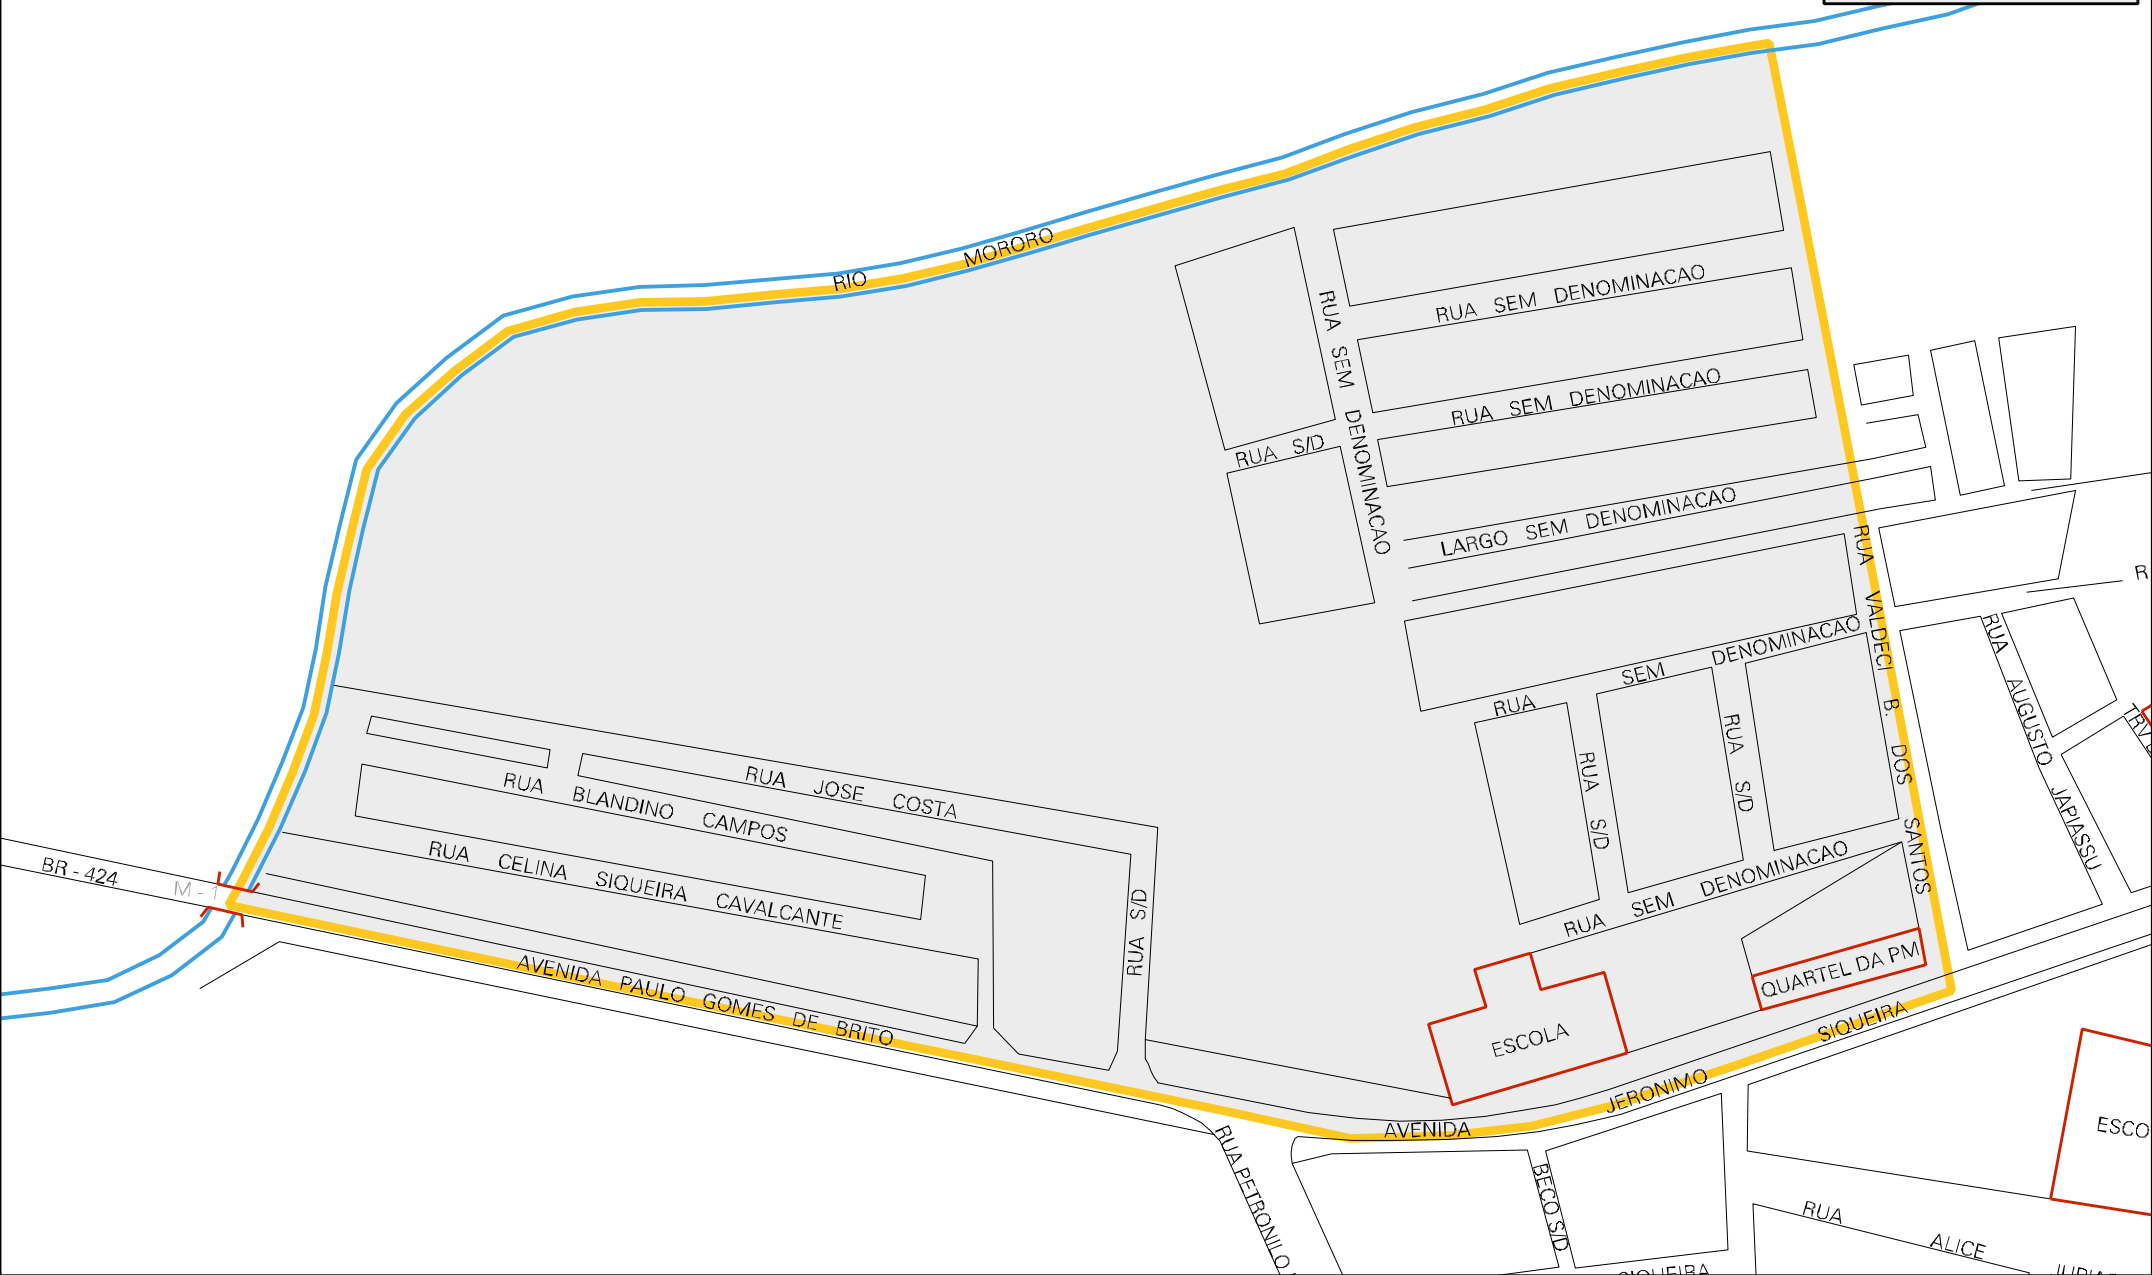 RIO MORORO
RUA SEM DENOMINACAO
RUA SEM DENOMINACAO
RUA SEM DENOMINACAO
RUA S/D
LARGO SEM DENOMINACAO
RUA VALDECI B. DOS SANTOS
R
RUA SEM DENOMINACAO
RUA AUGUSTO JAPIASSU
RUA S/D
RUA S/D
RUA JOSE COSTA
RUA BLANDINO CAMPOS
RUA CELINA SIQUEIRA CAVALCANTE
BR - 424
M - 1
RUA S/D
RUA SEM DENOMINACAO
QUARTEL DA PM
ESCOLA
AVENIDA PAULO GOMES DE BRITO
AVENIDA JERONIMO SIQUEIRA
RUA PETRONILO
BECO S/D
ESCO
RUA ALICE
SIQUEIRA